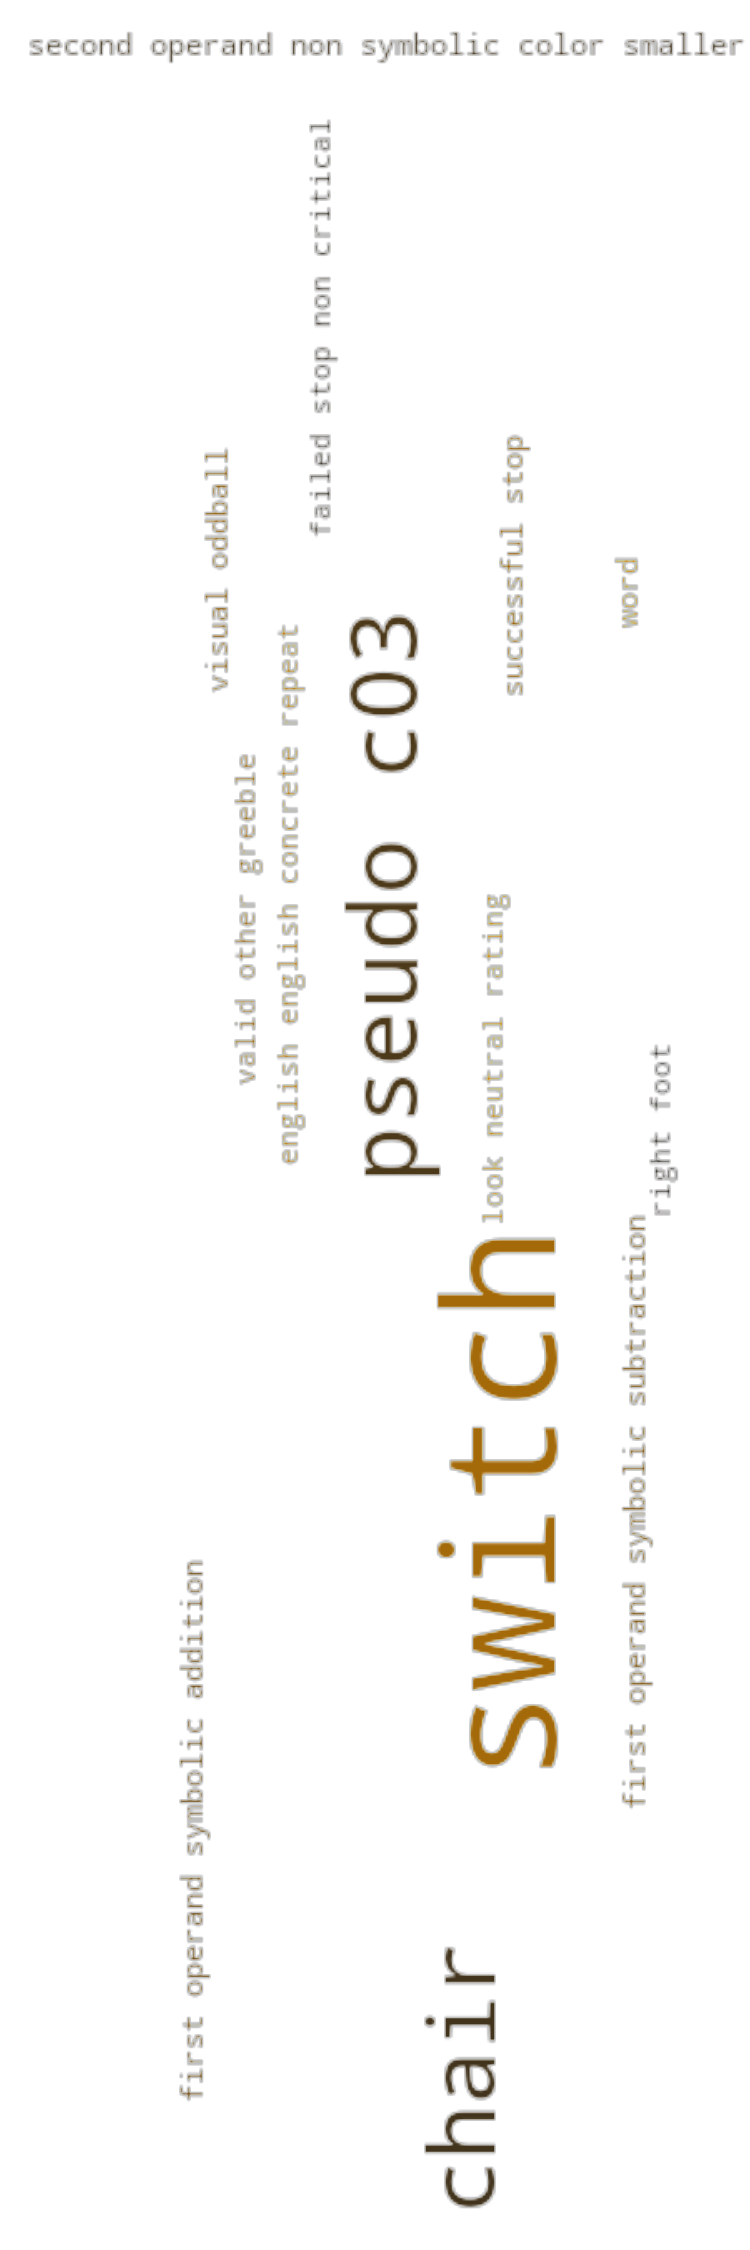 second operand non symbolic color smaller
failed stop non critical
visual oddball
successful stop
word
pseudo c03
english english concrete repeat
valid other greeble
look neutral rating
right foot
switch
first operand symbolic subtraction
first operand symbolic addition
chair